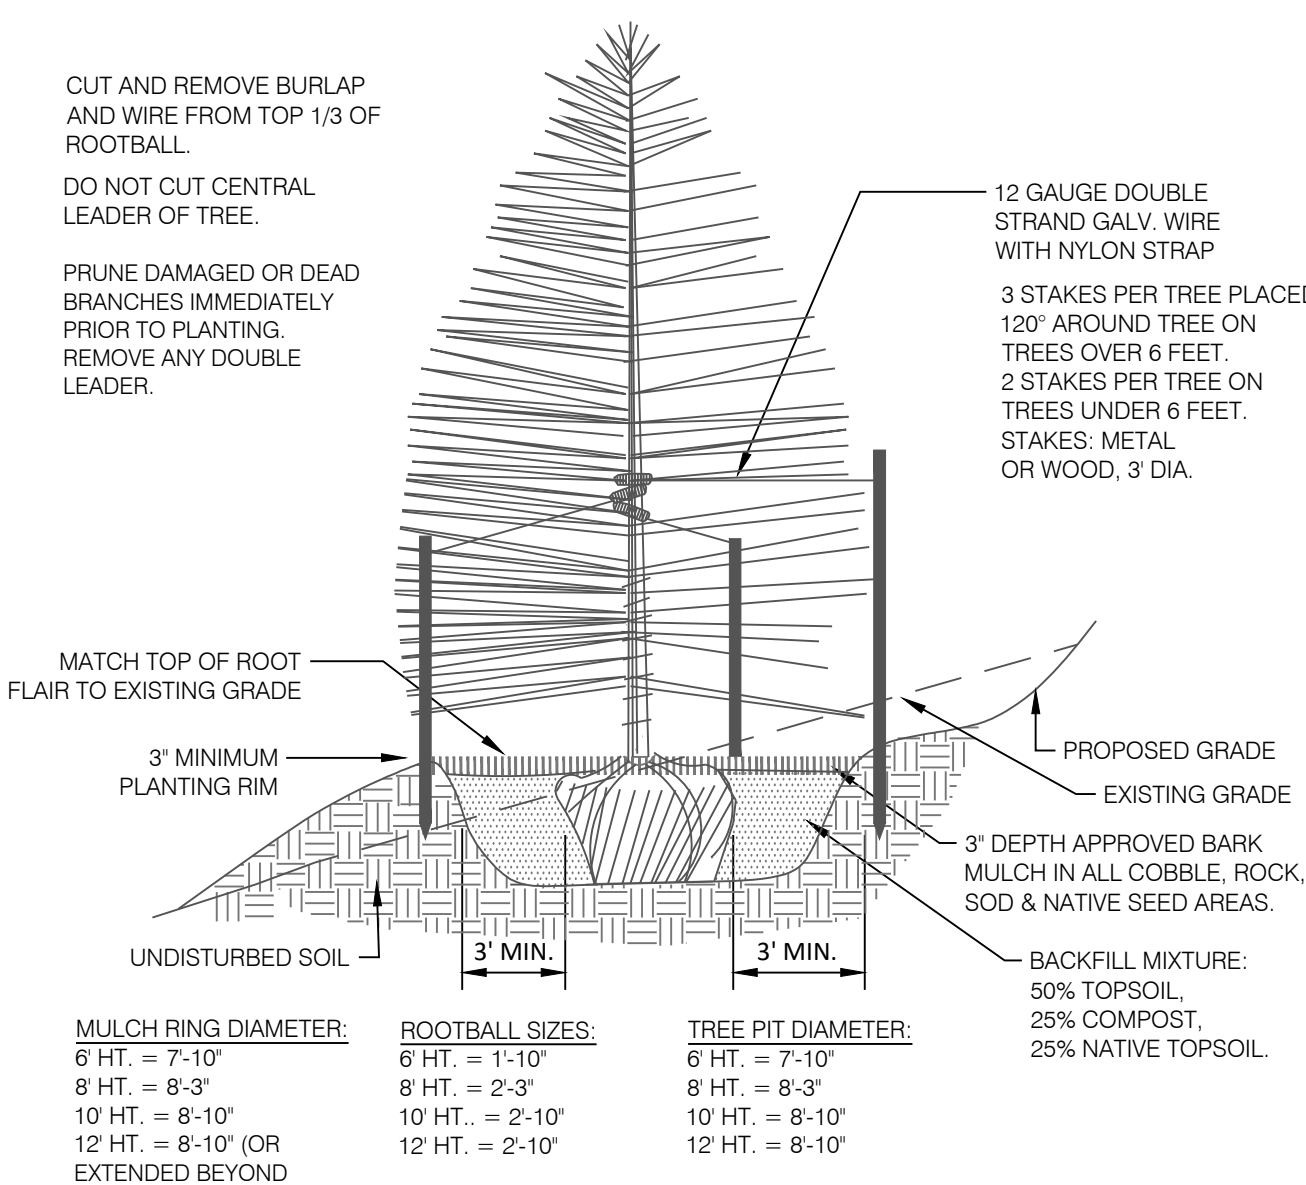 CUT AND REMOVE BURLAP
AND WIRE FROM TOP 1/3 OF
ROOTBALL.
DO NOT CUT CENTRAL
LEADER OF TREE.
PRUNE DAMAGED OR DEAD
BRANCHES IMMEDIATELY
PRIOR TO PLANTING.
REMOVE ANY DOUBLE
LEADER.
12 GAUGE DOUBLE
STRAND GALV. WIRE
WITH NYLON STRAP
3 STAKES PER TREE PLACED
120° AROUND TREE ON
TREES OVER 6 FEET.
2 STAKES PER TREE ON
TREES UNDER 6 FEET.
STAKES: METAL
OR WOOD, 3' DIA.
MATCH TOP OF ROOT
FLAIR TO EXISTING GRADE
3" MINIMUM
PLANTING RIM
PROPOSED GRADE
EXISTING GRADE
3" DEPTH APPROVED BARK
MULCH IN ALL COBBLE, ROCK,
SOD & NATIVE SEED AREAS.
UNDISTURBED SOIL
3' MIN.
3' MIN.
BACKFILL MIXTURE:
50% TOPSOIL,
25% COMPOST,
25% NATIVE TOPSOIL.
MULCH RING DIAMETER:
6' HT. = 7'-10"
8' HT. = 8'-3"
10' HT. = 8'-10"
12' HT. = 8'-10" (OR
EXTENDED BEYOND
ROOTBALL SIZES:
6' HT. = 1'-10"
8' HT. = 2'-3"
10' HT.. = 2'-10"
12' HT. = 2'-10"
TREE PIT DIAMETER:
6' HT. = 7'-10"
8' HT. = 8'-3"
10' HT. = 8'-10"
12' HT. = 8'-10"